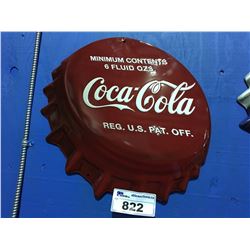 MINIMUM CONTENTS
6 FLUID OZS.
Coca-Cola
REG. U.S. PAT. OFF.
822